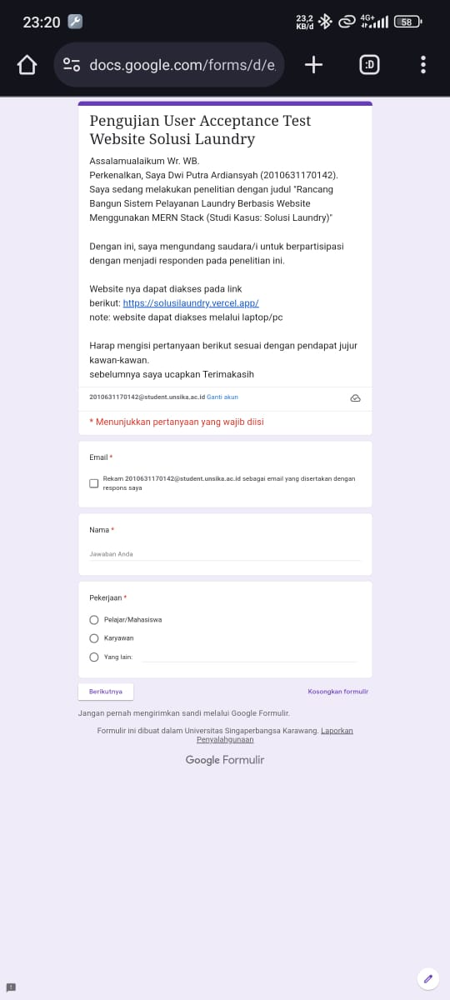 23:20
23,2
KB/d
4G+
58
docs.google.com/forms/d/e
:D
Pengujian User Acceptance Test
Website Solusi Laundry
Assalamualaikum Wr. WB.
Perkenalkan, Saya Dwi Putra Ardiansyah (2010631170142).
Saya sedang melakukan penelitian dengan judul "Rancang
Bangun Sistem Pelayanan Laundry Berbasis Website
Menggunakan MERN Stack (Studi Kasus: Solusi Laundry)"
Dengan ini, saya mengundang saudara/i untuk berpartisipasi
dengan menjadi responden pada penelitian ini.
Website nya dapat diakses pada link
berikut: https://solusilaundry.vercel.app/
note: website dapat diakses melalui laptop/pc
Harap mengisi pertanyaan berikut sesuai dengan pendapat jujur
kawan-kawan.
sebelumnya saya ucapkan Terimakasih
2010631170142@student.unsika.ac.id Ganti akun
* Menunjukkan pertanyaan yang wajib diisi
Email *
Rekam 2010631170142@student.unsika.ac.id sebagai email yang disertakan dengan
respons saya
Nama *
Jawaban Anda
Pekerjaan *
Pelajar/Mahasiswa
Karyawan
Yang lain:
Berikutnya
Kosongkan formulir
Jangan pernah mengirimkan sandi melalui Google Formulir.
Formulir ini dibuat dalam Universitas Singaperbangsa Karawang. Laporkan
Penyalahgunaan
Google Formulir